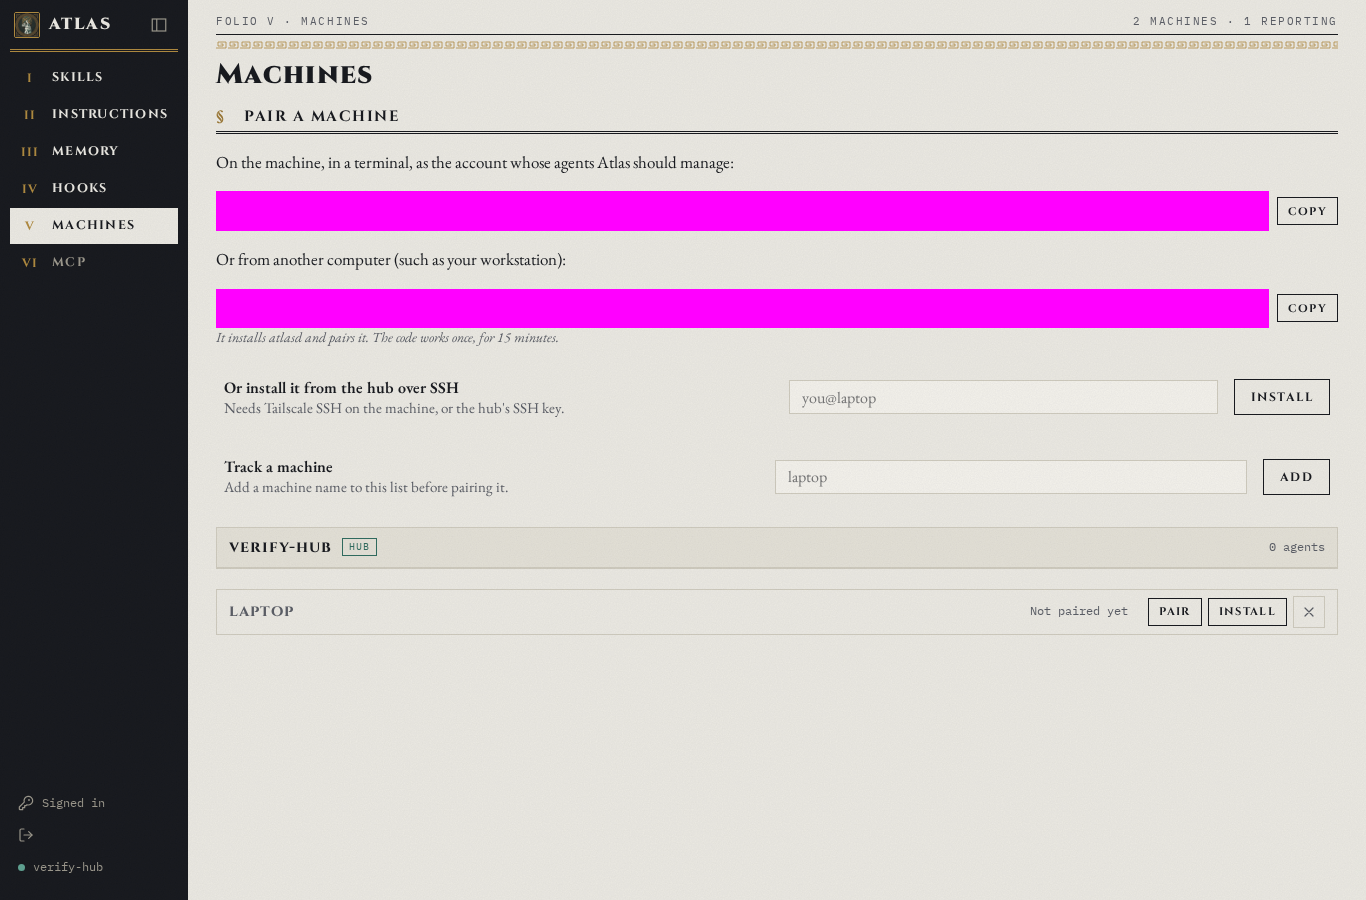 ATLAS
I SKILLS
II INSTRUCTIONS
III MEMORY
IV HOOKS
V MACHINES
VI MCP
Signed in
verify-hub
FOLIO V · MACHINES
2 MACHINES · 1 REPORTING
MACHINES
§ PAIR A MACHINE
On the machine, in a terminal, as the account whose agents Atlas should manage:
COPY
Or from another computer (such as your workstation):
COPY
It installs atlasd and pairs it. The code works once, for 15 minutes.
Or install it from the hub over SSH
Needs Tailscale SSH on the machine, or the hub's SSH key.
you@laptop
INSTALL
Track a machine
Add a machine name to this list before pairing it.
laptop
ADD
VERIFY-HUB HUB 0 agents
LAPTOP Not paired yet PAIR INSTALL